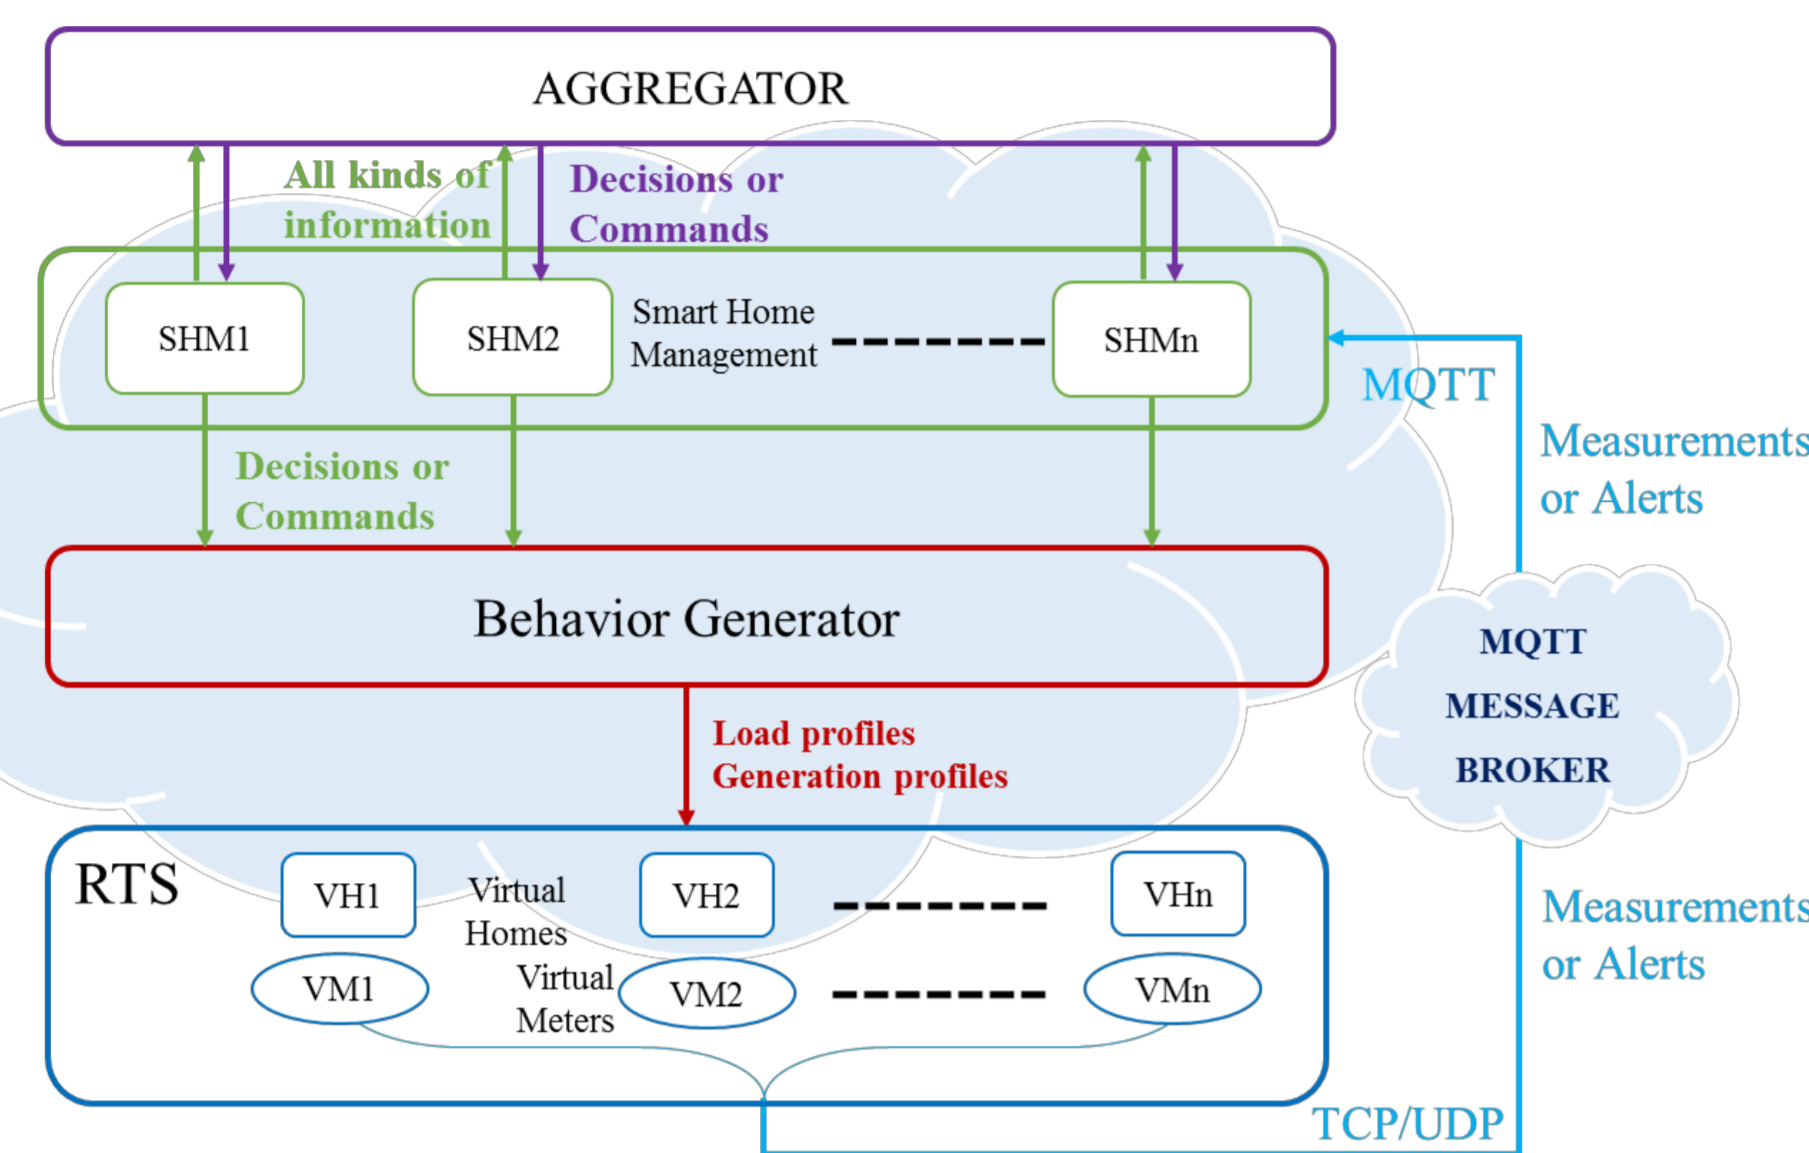 AGGREGATOR
All kinds of
information
Decisions or
Commands
SHM1
SHM2
Smart Home
Management
SHMn
MQTT
Measurements
or Alerts
Decisions or
Commands
Behavior Generator
MQTT
MESSAGE
BROKER
Load profiles
Generation profiles
RTS
VH1
Virtual
Homes
VH2
VHn
Measurements
or Alerts
VM1
Virtual
Meters
VM2
VMn
TCP/UDP